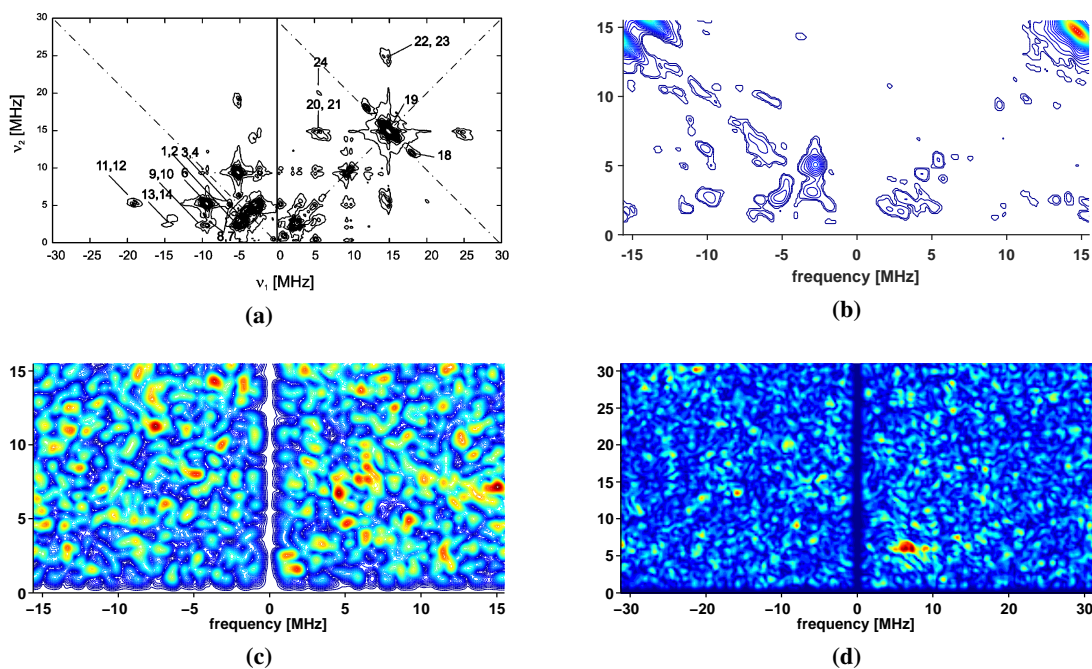 30
25
20
15
10
5
0
ν2 [MHz]
22, 23
24
20, 21
19
18
1,2
3,4
11,12
9,10
6
13, 14
8,7
-30 -20 -15 -10 -5 0 5 10 15 20 30
ν1 [MHz]
(a)
15
10
5
0
-15 -10 -5 0 5 10 15
frequency [MHz]
(b)
15
10
5
0
−15 −10 −5 0 5 10 15
frequency [MHz]
(c)
30
25
20
15
10
5
0
−30 −20 −10 0 10 20 30
frequency [MHz]
(d)